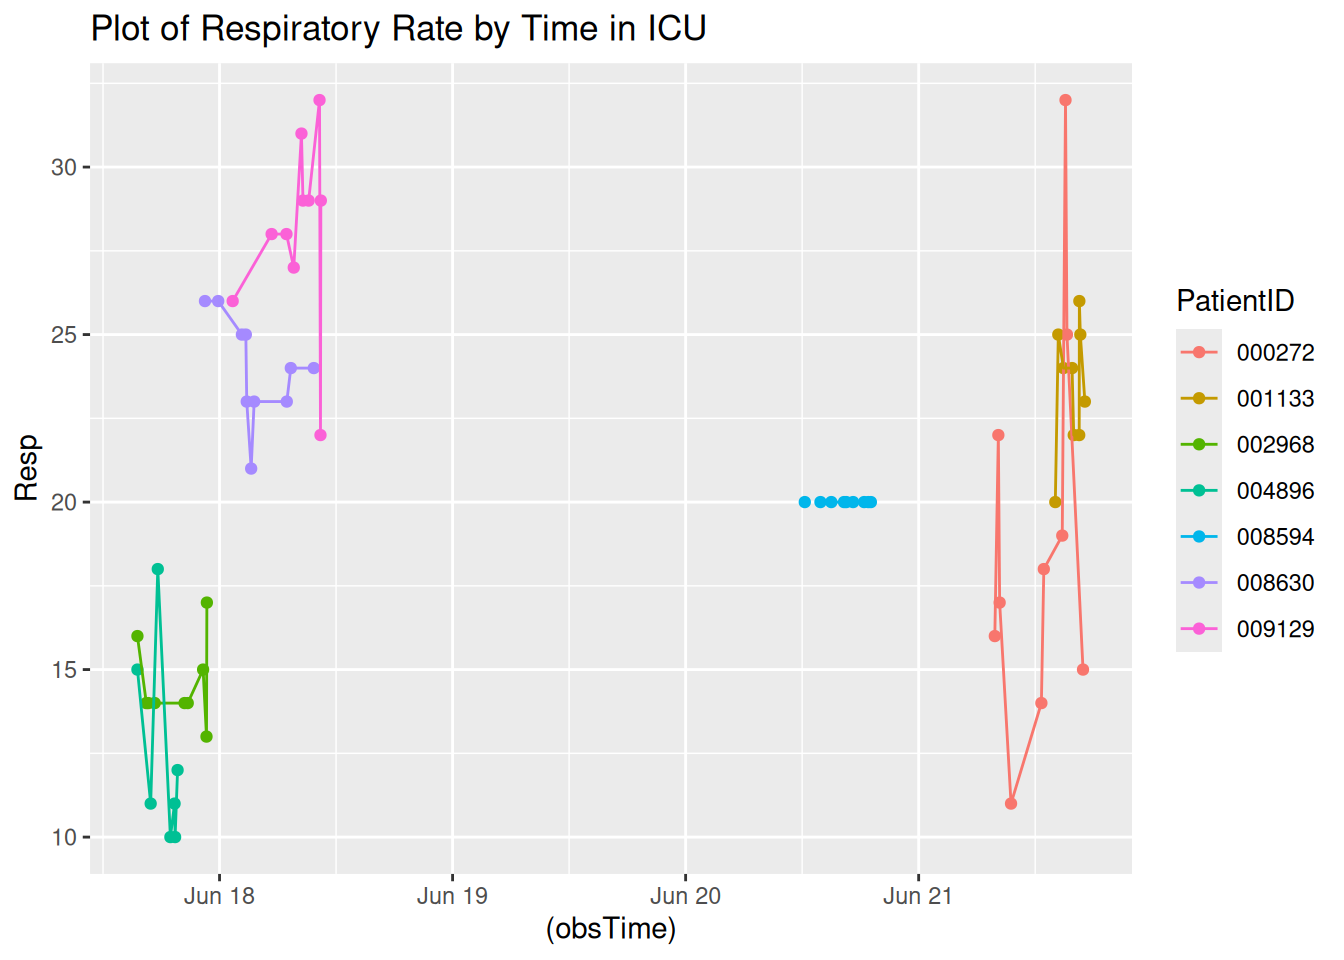 Plot of Respiratory Rate by Time in ICU
30
25
20
15
10
Resp
Jun 18
Jun 19
Jun 20
Jun 21
(obsTime)
PatientID
000272
001133
002968
004896
008594
008630
009129